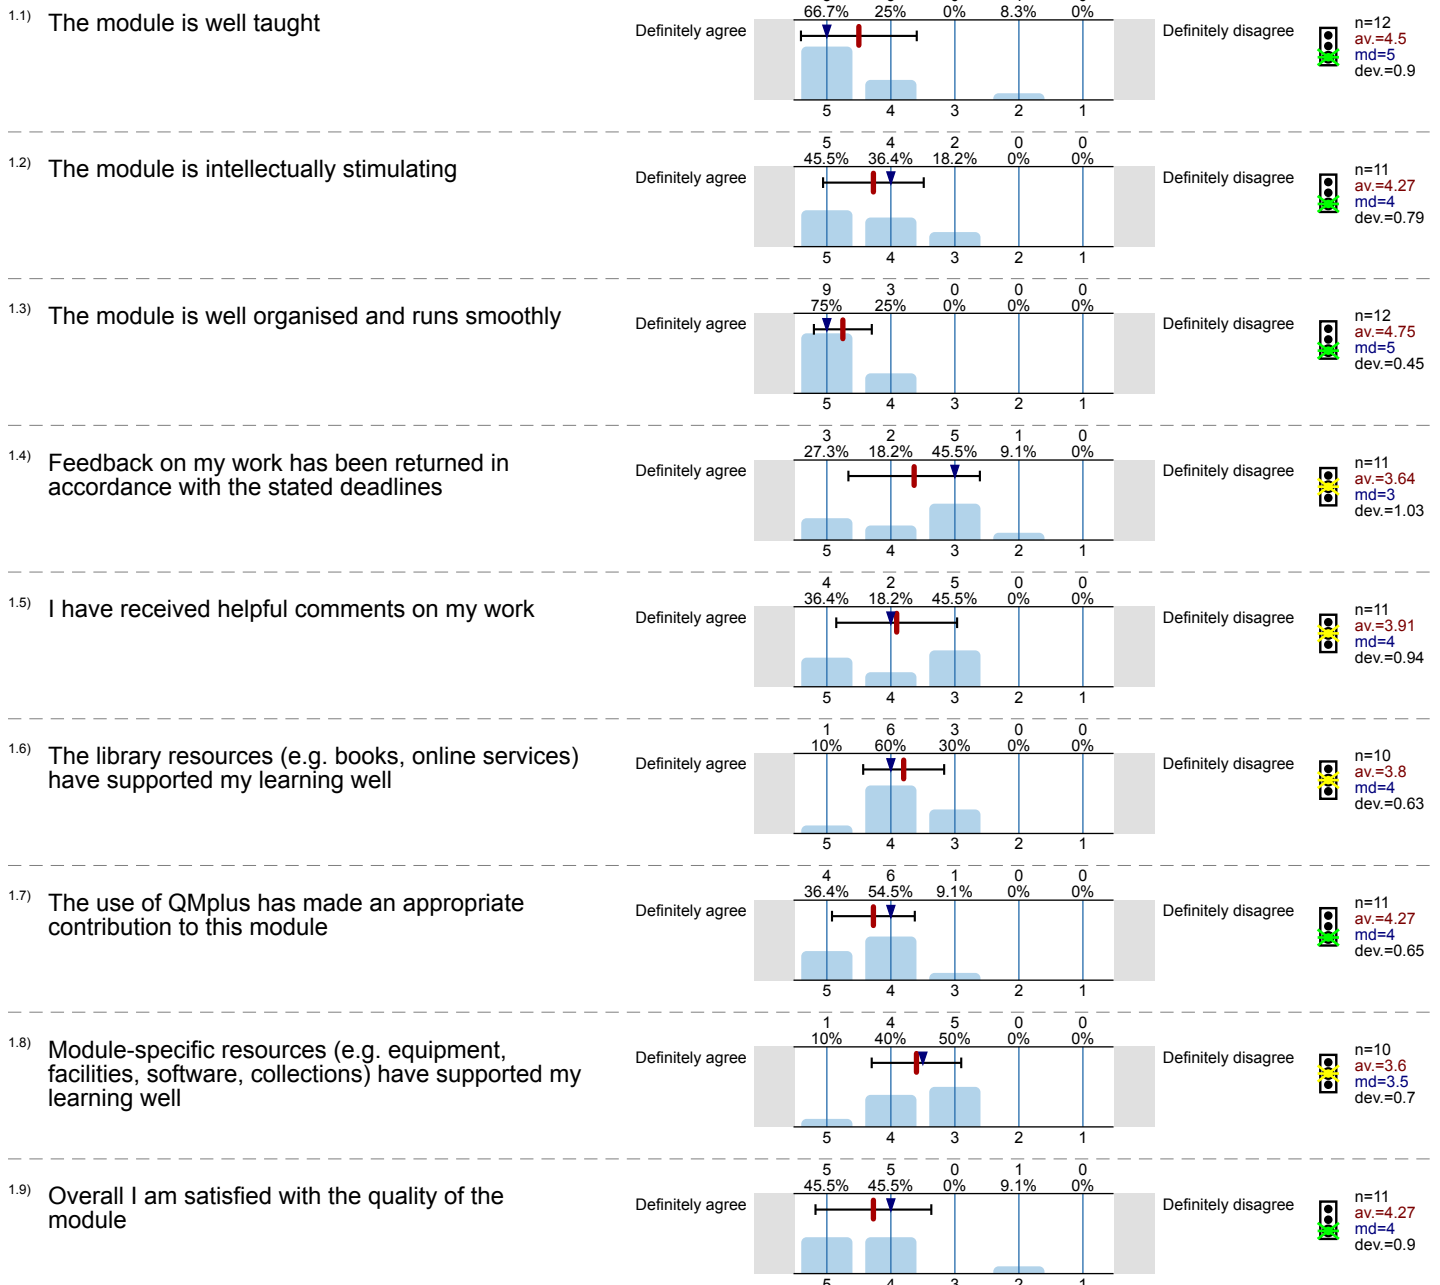 1.1) The module is well taught
66.7% 25% 0% 8.3% 0%
Definitely agree Definitely disagree
n=12
av.=4.5
md=5
dev.=0.9
5 4 3 2 1
1.2) The module is intellectually stimulating
5 4 2 0 0
45.5% 36.4% 18.2% 0% 0%
Definitely agree Definitely disagree
n=11
av.=4.27
md=4
dev.=0.79
5 4 3 2 1
1.3) The module is well organised and runs smoothly
9 3 0 0 0
75% 25% 0% 0% 0%
Definitely agree Definitely disagree
n=12
av.=4.75
md=5
dev.=0.45
5 4 3 2 1
1.4) Feedback on my work has been returned in
accordance with the stated deadlines
3 2 5 1 0
27.3% 18.2% 45.5% 9.1% 0%
Definitely agree Definitely disagree
n=11
av.=3.64
md=3
dev.=1.03
5 4 3 2 1
1.5) I have received helpful comments on my work
4 2 5 0 0
36.4% 18.2% 45.5% 0% 0%
Definitely agree Definitely disagree
n=11
av.=3.91
md=4
dev.=0.94
5 4 3 2 1
1.6) The library resources (e.g. books, online services)
have supported my learning well
1 6 3 0 0
10% 60% 30% 0% 0%
Definitely agree Definitely disagree
n=10
av.=3.8
md=4
dev.=0.63
5 4 3 2 1
1.7) The use of QMplus has made an appropriate
contribution to this module
4 6 1 0 0
36.4% 54.5% 9.1% 0% 0%
Definitely agree Definitely disagree
n=11
av.=4.27
md=4
dev.=0.65
5 4 3 2 1
1.8) Module-specific resources (e.g. equipment,
facilities, software, collections) have supported my
learning well
1 4 5 0 0
10% 40% 50% 0% 0%
Definitely agree Definitely disagree
n=10
av.=3.6
md=3.5
dev.=0.7
5 4 3 2 1
1.9) Overall I am satisfied with the quality of the
module
5 5 0 1 0
45.5% 45.5% 0% 9.1% 0%
Definitely agree Definitely disagree
n=11
av.=4.27
md=4
dev.=0.9
5 4 3 2 1